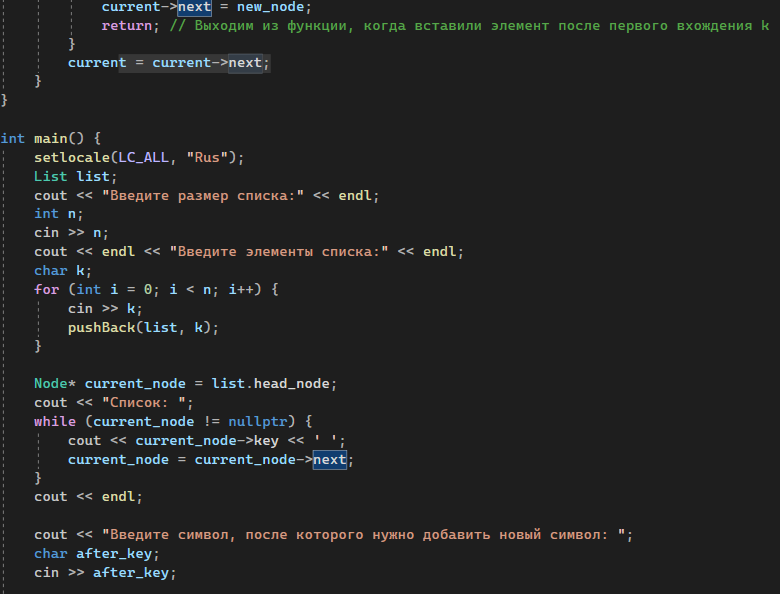 current->next = new_node;
return; // Выходим из функции, когда вставили элемент после первого вхождения k
}
current = current->next;
}
}
int main() {
setlocale(LC_ALL, "Rus");
List list;
cout << "Введите размер списка:" << endl;
int n;
cin >> n;
cout << endl << "Введите элементы списка:" << endl;
char k;
for (int i = 0; i < n; i++) {
cin >> k;
pushBack(list, k);
}
Node* current_node = list.head_node;
cout << "Список: ";
while (current_node != nullptr) {
cout << current_node->key << ' ';
current_node = current_node->next;
}
cout << endl;
cout << "Введите символ, после которого нужно добавить новый символ: ";
char after_key;
cin >> after_key;